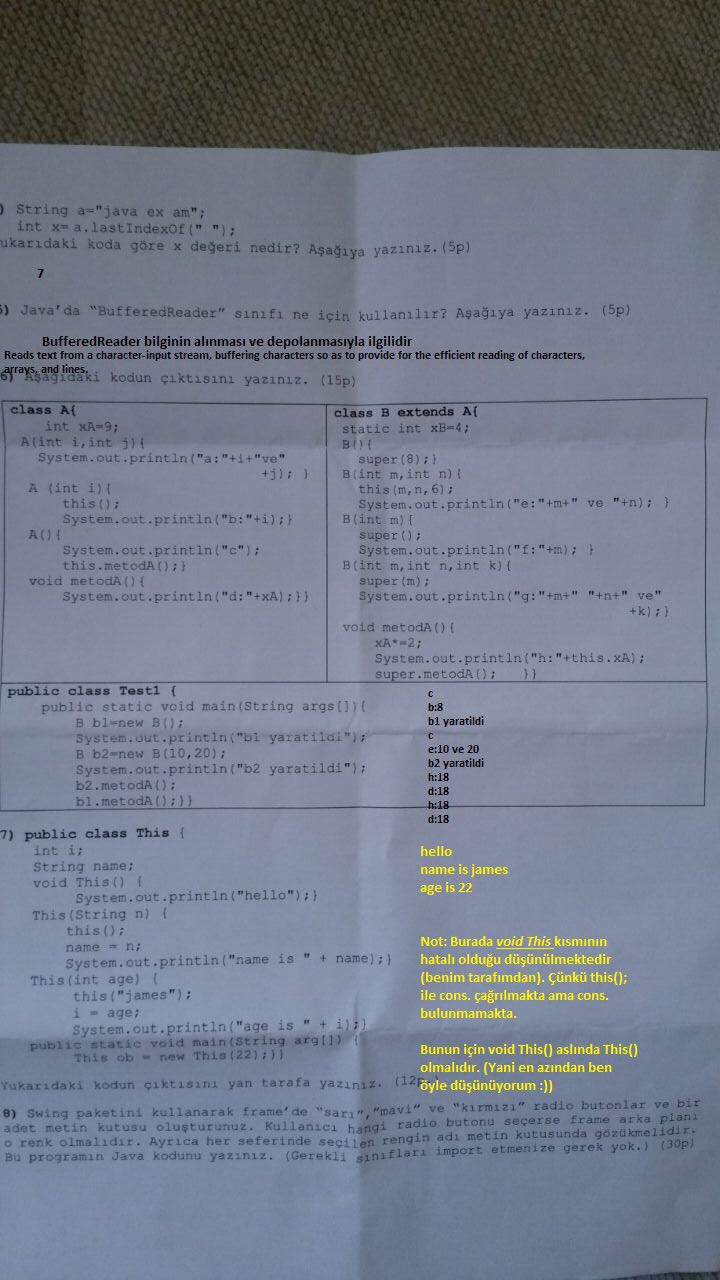 ) String a="java ex am";
int x= a.lastIndexOf(" ");
ukarıdaki koda göre x değeri nedir? Aşağıya yazınız.(5p)
7
5) Java'da "BufferedReader" sınıfı ne için kullanılır? Aşağıya yazınız. (5p)
BufferedReader bilginin alınması ve depolanmasıyla ilgilidir
Reads text from a character-input stream, buffering characters so as to provide for the efficient reading of characters,
arrays, and lines.
6) Aşağıdaki kodun çıktısını yazınız. (15p)
class A{
int xA=9;
A(int i,int j){
System.out.println("a:"+i+"ve"
+j); }
A (int i){
this();
System.out.println("b:"+i);}
A(){
System.out.println("c");
this.metodA();}
void metodA(){
System.out.println("d:"+xA);}}
class B extends A{
static int xB=4;
B(){
super(8);}
B(int m,int n){
this(m,n,6);
System.out.println("e:"+m+" ve "+n); }
B(int m){
super();
System.out.println("f:"+m); }
B(int m,int n,int k){
super(m);
System.out.println("g:"+m+" "+n+" ve"
+k);}
void metodA(){
xA*=2;
System.out.println("h:"+this.xA);
super.metodA(); }}
public class Test1 {
public static void main(String args[]){
B b1=new B();
System.out.println("b1 yaratildi");
B b2=new B(10,20);
System.out.println("b2 yaratildi");
b2.metodA();
b1.metodA();}}
c
b:8
b1 yaratildi
c
e:10 ve 20
b2 yaratildi
h:18
d:18
h:18
d:18
7) public class This {
int i;
String name;
void This() {
System.out.println("hello");}
This(String n) {
this();
name = n;
System.out.println("name is " + name);}
This(int age) {
this("james");
i = age;
System.out.println("age is " + i);}
public static void main(String arg[]) {
This ob = new This(22);}}
hello
name is james
age is 22
Not: Burada void This kısmının
hatalı olduğu düşünülmektedir
(benim tarafımdan). Çünkü this();
ile cons. çağrılmakta ama cons.
bulunmamakta.
Bunun için void This() aslında This()
olmalıdır. (Yani en azından ben
öyle düşünüyorum :))
Yukarıdaki kodun çıktısını yan tarafa yazınız. (12p.)
8) Swing paketini kullanarak frame'de "sarı","mavi" ve "kırmızı" radio butonlar ve bir
adet metin kutusu oluşturunuz. Kullanıcı hangi radio butonu seçerse frame arka planı
o renk olmalıdır. Ayrıca her seferinde seçilen rengin adı metin kutusunda gözükmelidir.
Bu programın Java kodunu yazınız. (Gerekli sınıfları import etmenize gerek yok.) (30p)